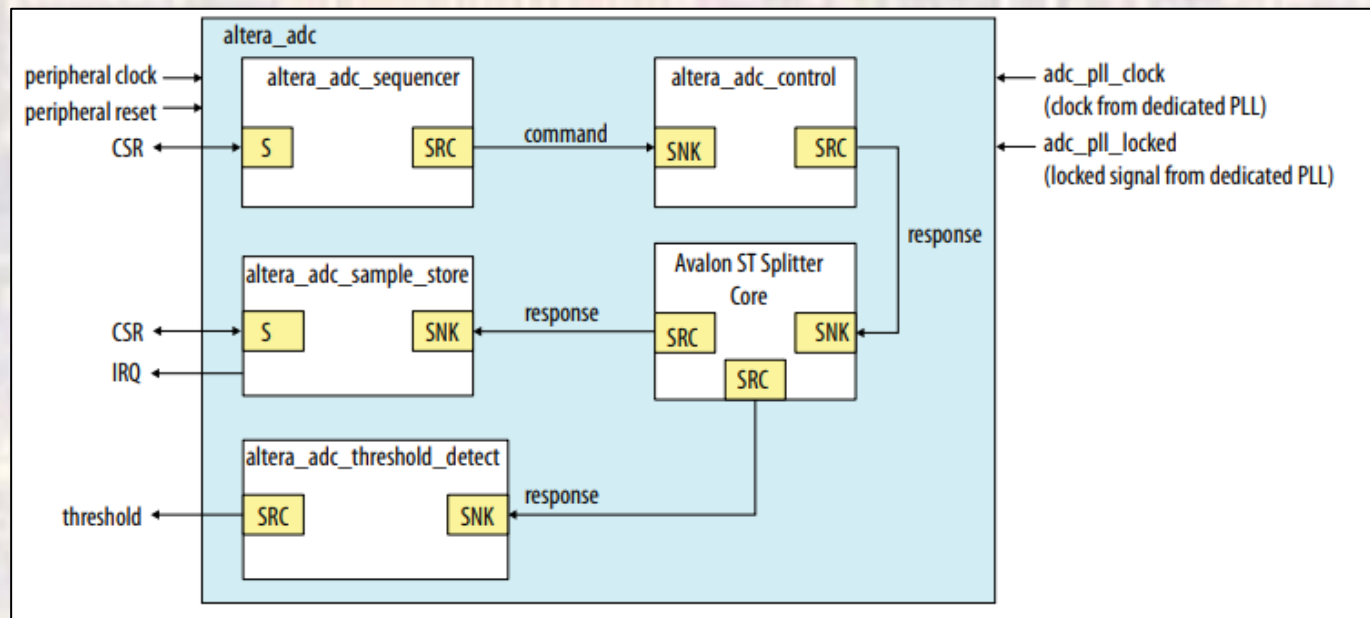 altera_adc
peripheral clock
peripheral reset
CSR
altera_adc_sequencer
S
SRC
command
altera_adc_control
SNK
SRC
adc_pll_clock
(clock from dedicated PLL)
adc_pll_locked
(locked signal from dedicated PLL)
response
altera_adc_sample_store
CSR
IRQ
S
SNK
response
Avalon ST Splitter
Core
SRC
SNK
SRC
altera_adc_threshold_detect
threshold
SRC
SNK
response